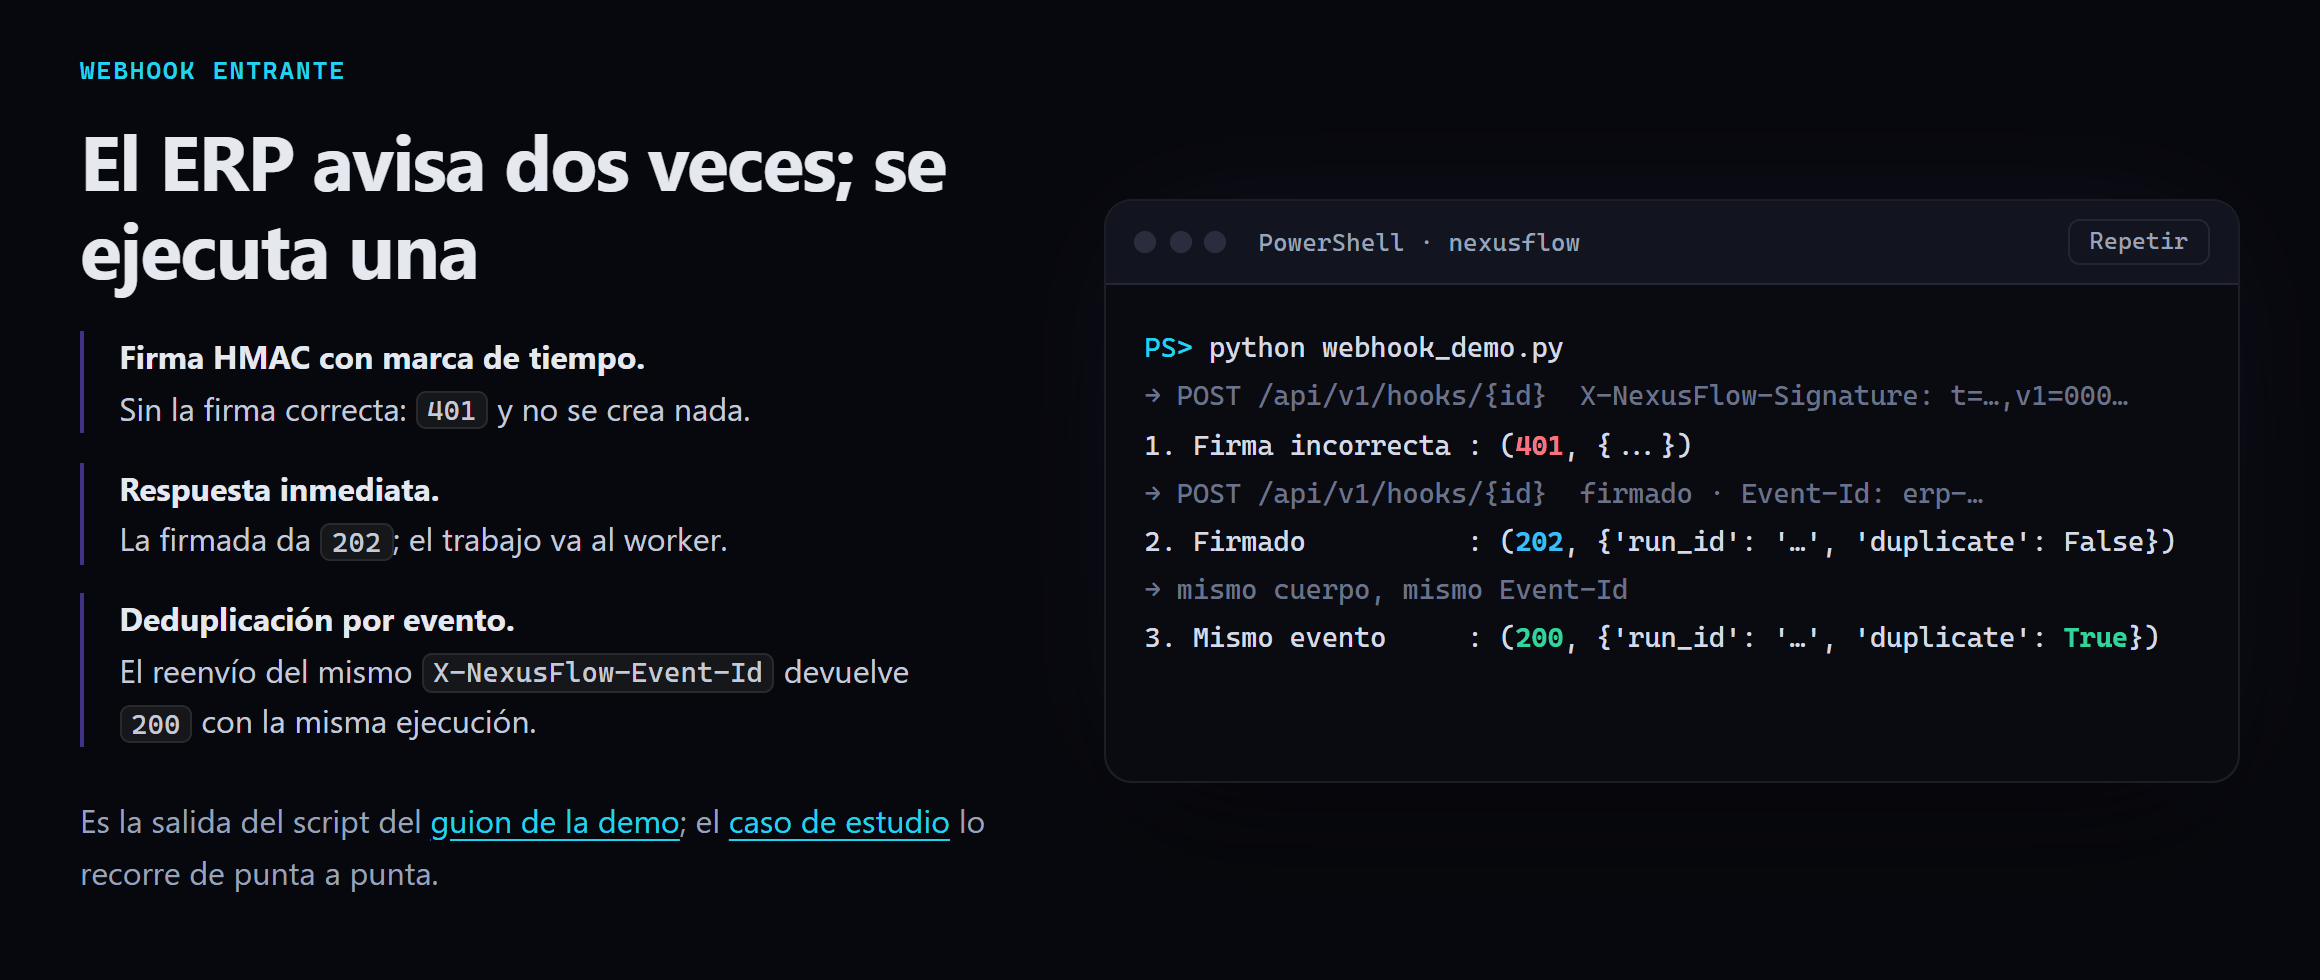 WEBHOOK ENTRANTE
El ERP avisa dos veces; se
ejecuta una
Firma HMAC con marca de tiempo.
Sin la firma correcta: 401 y no se crea nada.
Respuesta inmediata.
La firmada da 202; el trabajo va al worker.
Deduplicación por evento.
El reenvío del mismo X-NexusFlow-Event-Id devuelve
200 con la misma ejecución.
Es la salida del script del guion de la demo; el caso de estudio lo
recorre de punta a punta.
PowerShell · nexusflow
Repetir
PS> python webhook_demo.py
→ POST /api/v1/hooks/{id}  X-NexusFlow-Signature: t=…,v1=000…
1. Firma incorrecta : (401, {...})
→ POST /api/v1/hooks/{id}  firmado · Event-Id: erp-…
2. Firmado          : (202, {'run_id': '…', 'duplicate': False})
→ mismo cuerpo, mismo Event-Id
3. Mismo evento     : (200, {'run_id': '…', 'duplicate': True})